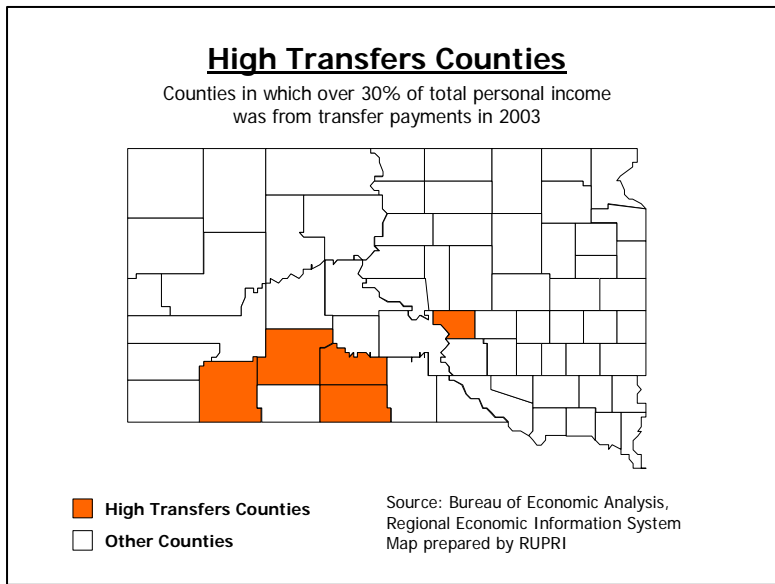 High Transfers Counties
Counties in which over 30% of total personal income
was from transfer payments in 2003
High Transfers Counties
Other Counties
Source: Bureau of Economic Analysis,
Regional Economic Information System
Map prepared by RUPRI